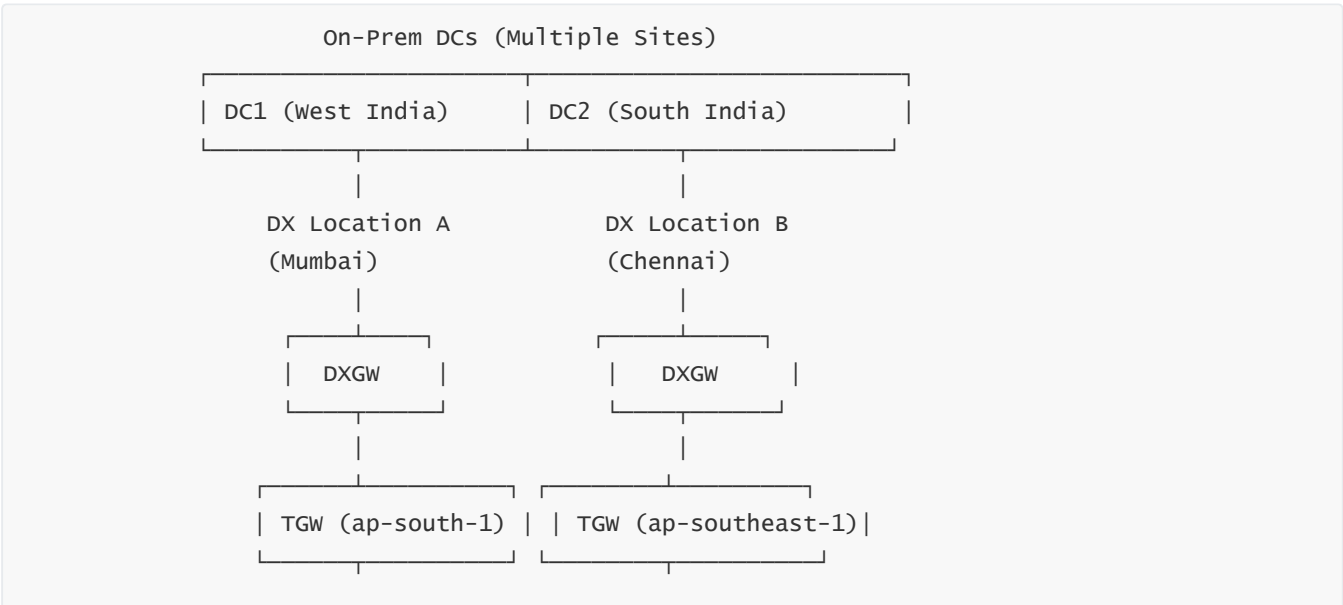 On-Prem DCs (Multiple Sites)
DC1 (West India) DC2 (South India)
DX Location A DX Location B
(Mumbai) (Chennai)
DXGW DXGW
TGW (ap-south-1) TGW (ap-southeast-1)